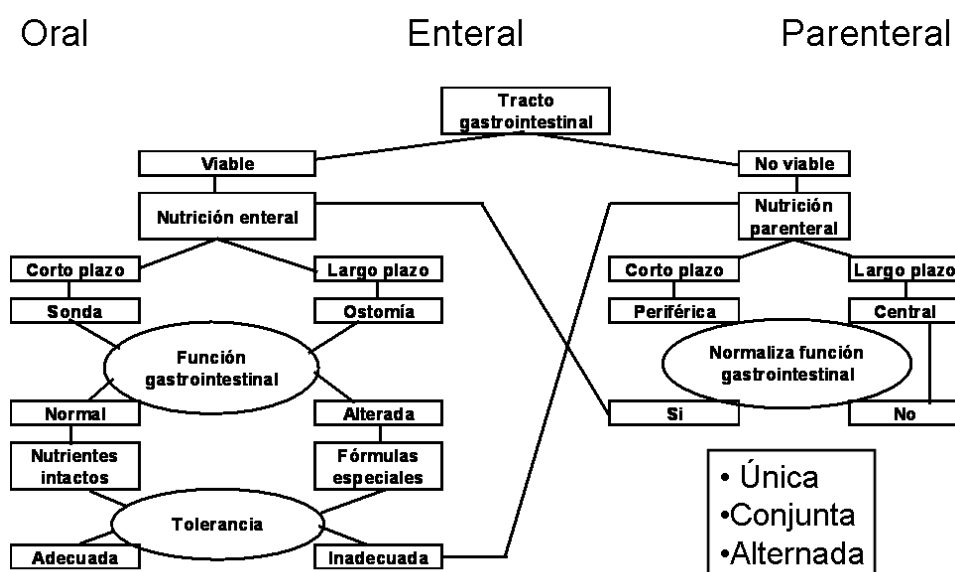 Oral Enteral Parenteral
Tracto
gastrointestinal
Viable
No viable
Nutrición enteral
Nutrición
parenteral
Corto plazo
Largo plazo
Corto plazo
Largo plazo
Sonda
Ostomía
Periférica
Central
Función
gastrointestinal
Normaliza función
gastrointestinal
Normal
Alterada
Si
No
Nutrientes
intactos
Fórmulas
especiales
Tolerancia
Adecuada
Inadecuada
• Única
•Conjunta
•Alternada